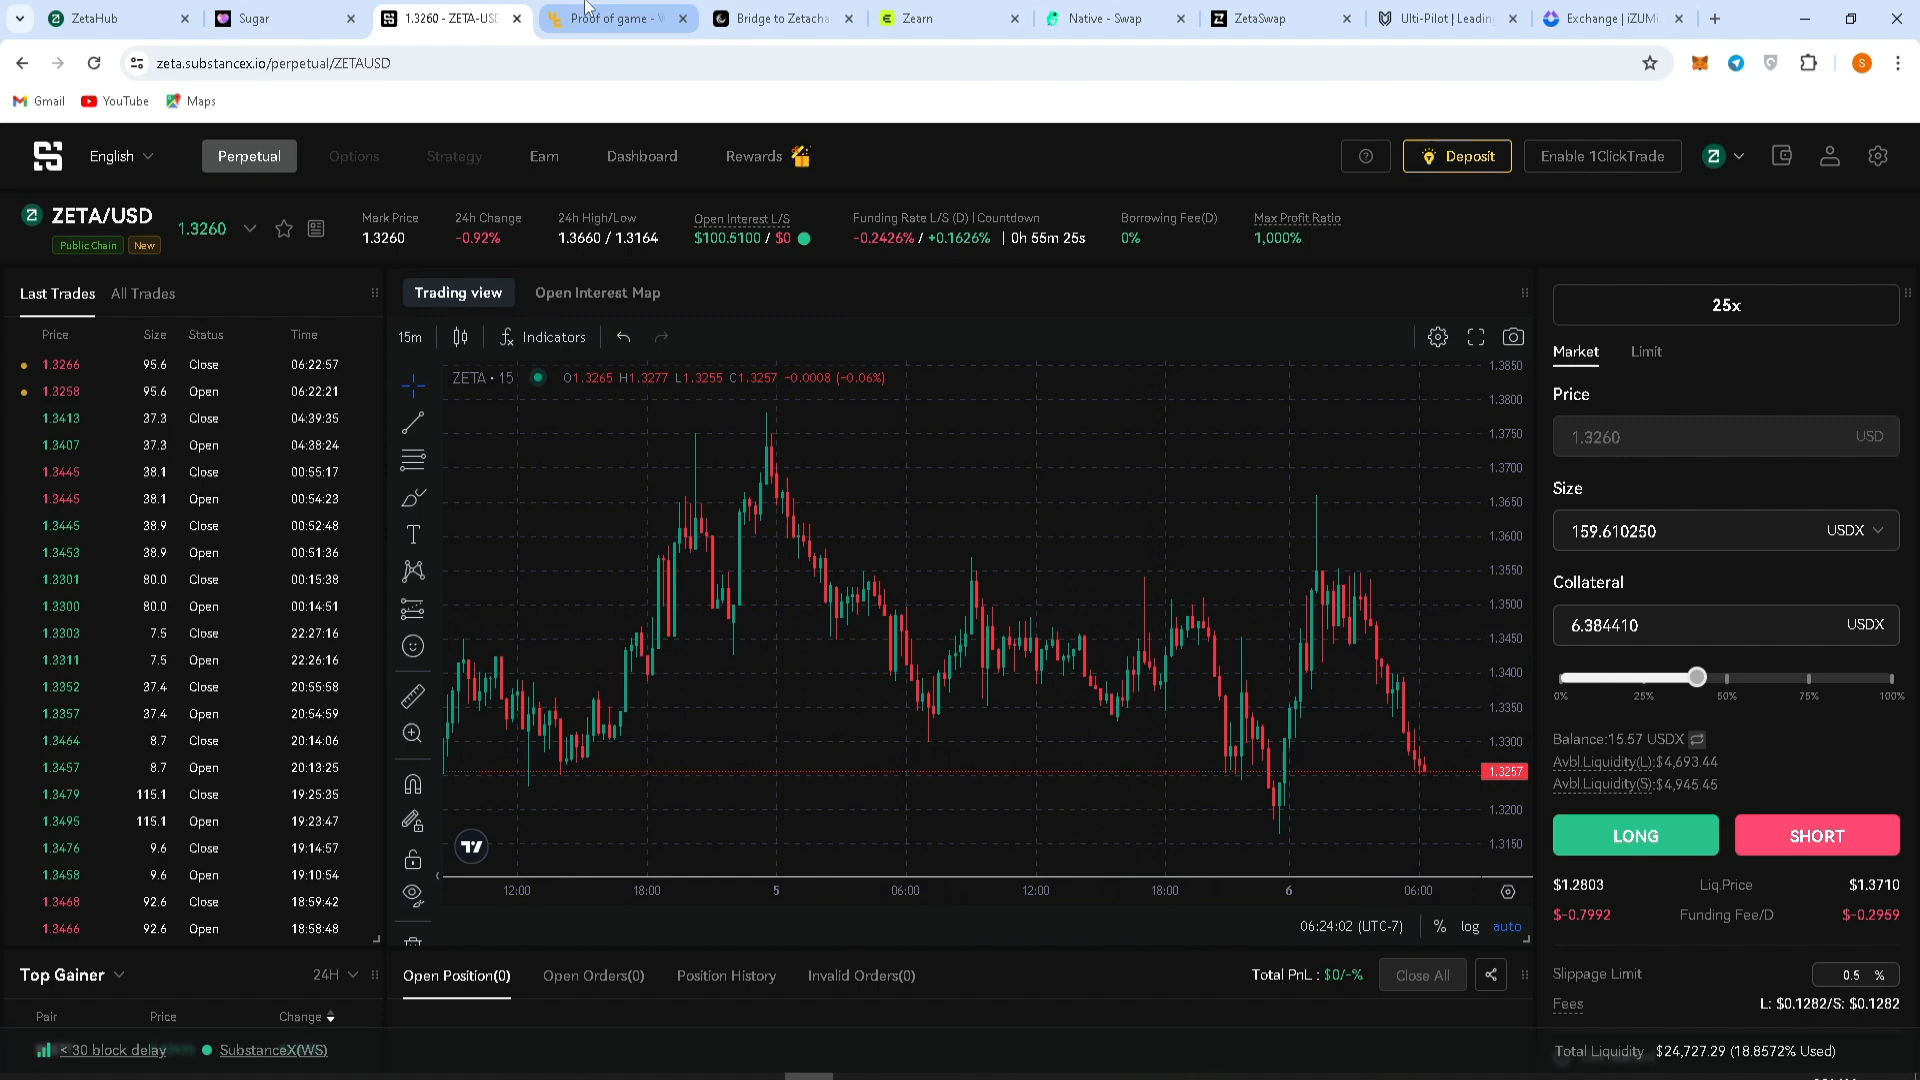 ZetaHub
Sugar
1.3260 - ZETA-USD
Proof of game - V
Bridge to Zetacha
Zearn
Native - Swap
ZetaSwap
Ulti-Pilot | Leading
Exchange | iZUMi
zeta.substancex.io/perpetual/ZETAUSD
S
Gmail
YouTube
Maps
English
Perpetual
Options
Strategy
Earn
Dashboard
Rewards
Deposit
Enable 1ClickTrade
ZETA/USD
Public Chain
New
1.3260
Mark Price
1.3260
24h Change
-0.92%
24h High/Low
1.3660 / 1.3164
Open Interest L/S
$100.5100 / $0
Funding Rate L/S (D) | Countdown
-0.2426% / +0.1626% | 0h 55m 25s
Borrowing Fee(D)
0%
Max Profit Ratio
1,000%
Last Trades
All Trades
Price Size Status Time
1.3266 95.6 Close 06:22:57
1.3258 95.6 Open 06:22:21
1.3413 37.3 Close 04:39:35
1.3407 37.3 Open 04:38:24
1.3445 38.1 Close 00:55:17
1.3445 38.1 Open 00:54:23
1.3445 38.9 Close 00:52:48
1.3453 38.9 Open 00:51:36
1.3301 80.0 Close 00:15:38
1.3300 80.0 Open 00:14:51
1.3303 7.5 Close 22:27:16
1.3311 7.5 Open 22:26:16
1.3352 37.4 Close 20:55:58
1.3357 37.4 Open 20:54:59
1.3464 8.7 Close 20:14:06
1.3457 8.7 Open 20:13:25
1.3479 115.1 Close 19:25:35
1.3495 115.1 Open 19:23:47
1.3476 9.6 Close 19:14:57
1.3458 9.6 Open 19:10:54
1.3468 92.6 Close 18:59:42
1.3466 92.6 Open 18:58:48
Top Gainer
24H
Pair Price Change
< 30 block delay
SubstanceX(WS)
Trading view
Open Interest Map
15m
Indicators
ZETA • 15
O1.3265 H1.3277 L1.3255 C1.3257 -0.0008 (-0.06%)
1.3850
1.3800
1.3750
1.3700
1.3650
1.3600
1.3550
1.3500
1.3450
1.3400
1.3350
1.3300
1.3257
1.3200
1.3150
12:00 18:00 5 06:00 12:00 18:00 6 06:00
06:24:02 (UTC-7)
%
log
auto
Open Position(0)
Open Orders(0)
Position History
Invalid Orders(0)
Total PnL : $0/-%
Close All
25x
Market
Limit
Price
1.3260 USD
Size
159.610250 USDX
Collateral
6.384410 USDX
0% 25% 50% 75% 100%
Balance:15.57 USDX
Avbl.Liquidity(L):$4,693.44
Avbl.Liquidity(S):$4,945.45
LONG
SHORT
$1.2803 Liq.Price $1.3710
$-0.7992 Funding Fee/D $-0.2959
Slippage Limit 0.5 %
Fees L: $0.1282/S: $0.1282
Total Liquidity $24,727.29 (18.8572% Used)